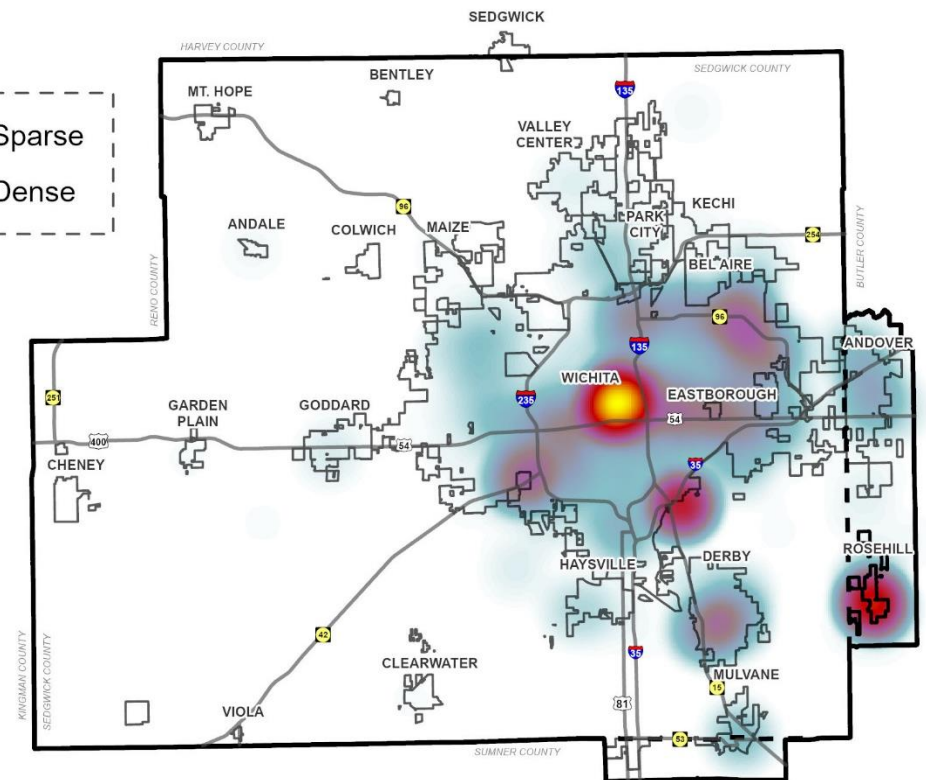 SEDGWICK
HARVEY COUNTY
SEDGWICK COUNTY
BENTLEY
MT. HOPE
135
Sparse
Dense
VALLEY
CENTER
96
ANDALE
COLWICH
MAIZE
PARK
CITY
KECHI
254
BEL AIRE
RENO COUNTY
BUTLER COUNTY
96
135
ANDOVER
WICHITA
EASTBOROUGH
251
235
GARDEN
PLAIN
GODDARD
54
400
54
CHENEY
35
HAYSVILLE
DERBY
ROSEHILL
42
35
CLEARWATER
MULVANE
KINGMAN COUNTY
SEDGWICK COUNTY
15
81
VIOLA
53
SUMNER COUNTY